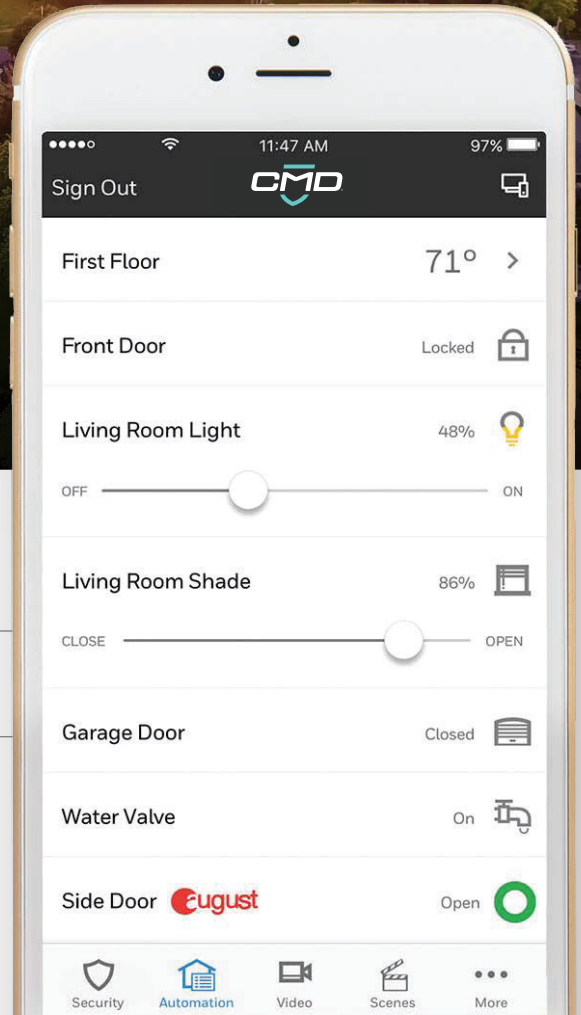 11:47 AM 97%
Sign Out CMD
First Floor 71° >
Front Door Locked
Living Room Light 48%
OFF ON
Living Room Shade 86%
CLOSE OPEN
Garage Door Closed
Water Valve On
Side Door august Open
Security Automation Video Scenes More